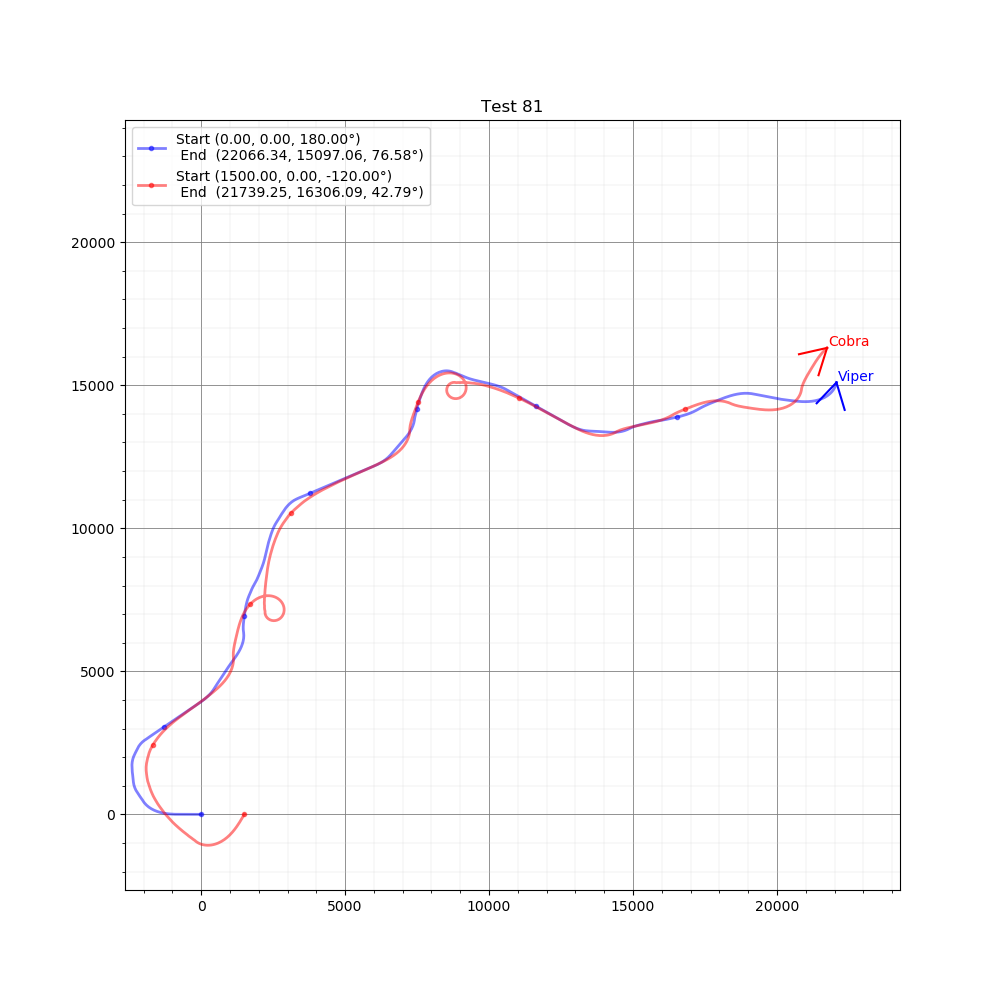 Test 81
Start (0.00, 0.00, 180.00°)
End  (22066.34, 15097.06, 76.58°)
Start (1500.00, 0.00, -120.00°)
End  (21739.25, 16306.09, 42.79°)
20000
15000
10000
5000
0
Cobra
Viper
0 5000 10000 15000 20000